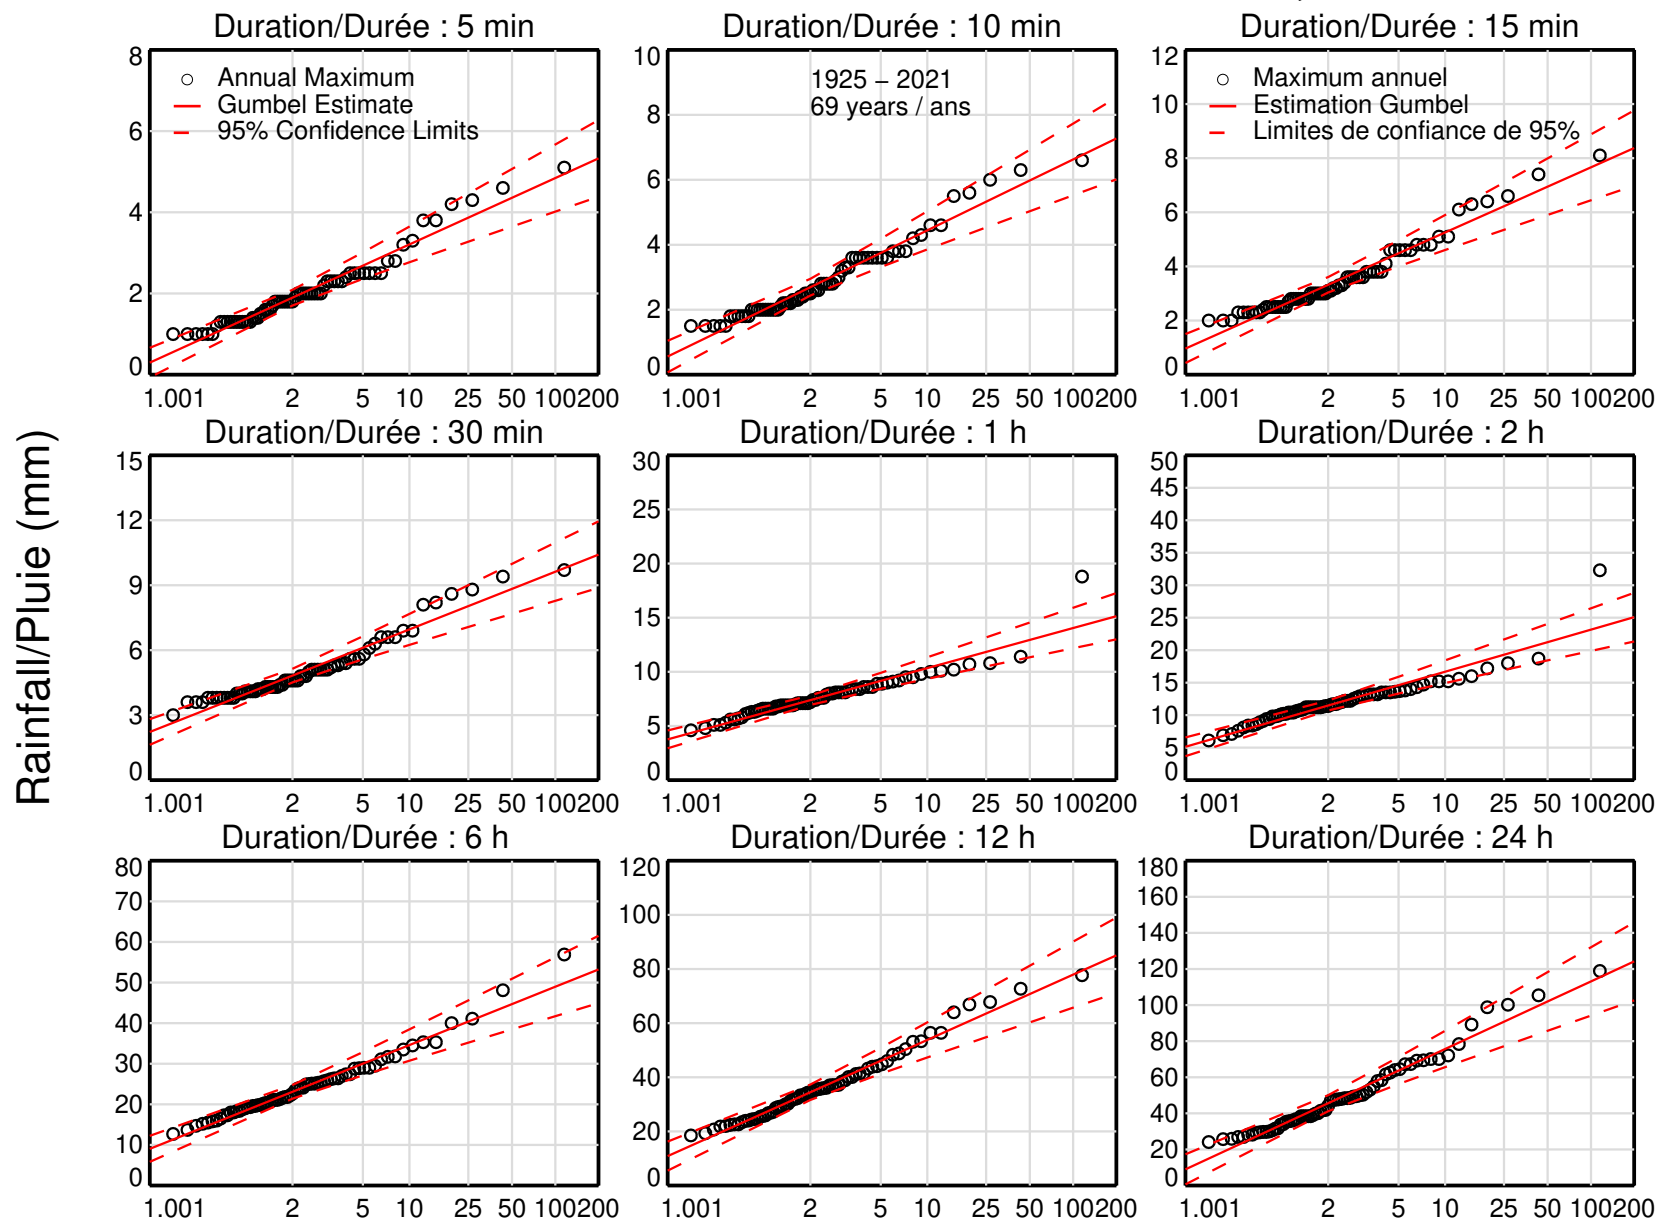 Duration/Durée : 5 min
8
6
4
2
0
Annual Maximum
Gumbel Estimate
95% Confidence Limits
1.001 2 5 10 25 50 100200
Duration/Durée : 10 min
10
8
6
4
2
0
1925 – 2021
69 years / ans
1.001 2 5 10 25 50 100200
Duration/Durée : 15 min
12
10
8
6
4
2
0
Maximum annuel
Estimation Gumbel
Limites de confiance de 95%
1.001 2 5 10 25 50 100200
Rainfall/Pluie (mm)
Duration/Durée : 30 min
15
12
9
6
3
0
1.001 2 5 10 25 50 100200
Duration/Durée : 1 h
30
25
20
15
10
5
0
1.001 2 5 10 25 50 100200
Duration/Durée : 2 h
50
45
40
35
30
25
20
15
10
5
0
1.001 2 5 10 25 50 100200
Duration/Durée : 6 h
80
70
60
50
40
30
20
10
0
1.001 2 5 10 25 50 100200
Duration/Durée : 12 h
120
100
80
60
40
20
0
1.001 2 5 10 25 50 100200
Duration/Durée : 24 h
180
160
140
120
100
80
60
40
20
0
1.001 2 5 10 25 50 100200